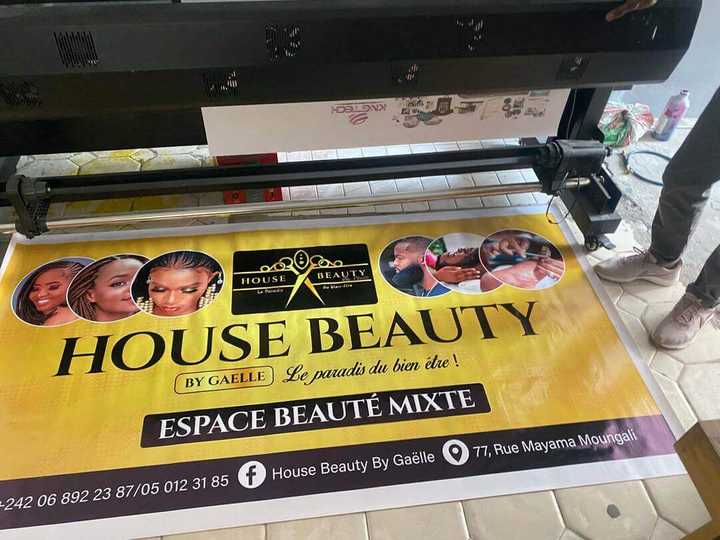 KINGTECH
HOUSE BEAUTY
Le Paradis du Bien-être
HOUSE BEAUTY
BY GAELLE Le paradis du bien être !
ESPACE BEAUTÉ MIXTE
+242 06 892 23 87/05 012 31 85 House Beauty By Gaëlle 77, Rue Mayama Moungali